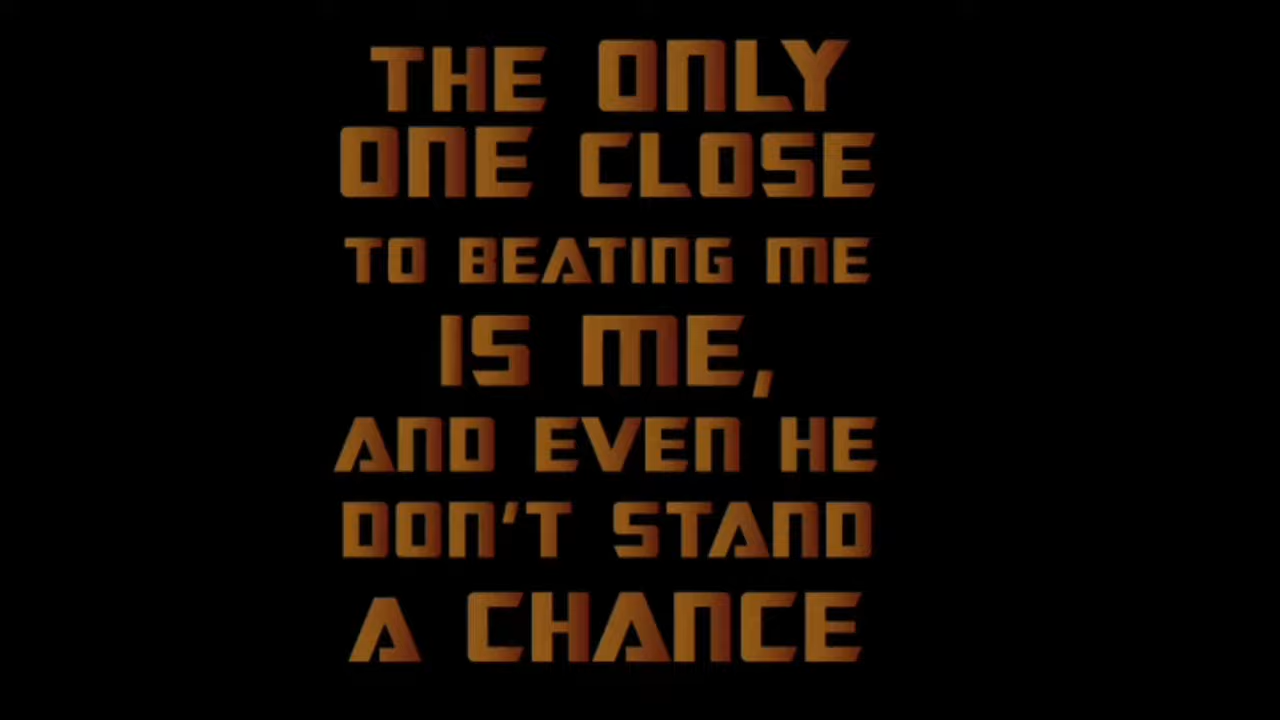 THE ONLY
ONE CLOSE
TO BEATING ME
IS ME,
AND EVEN HE
DON'T STAND
A CHANCE